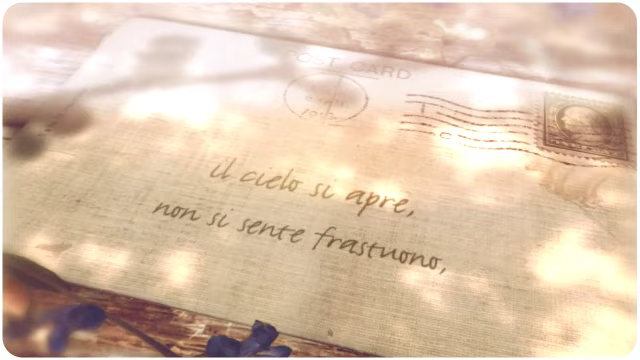 POST CARD
il cielo si apre,
non si sente frastuono,